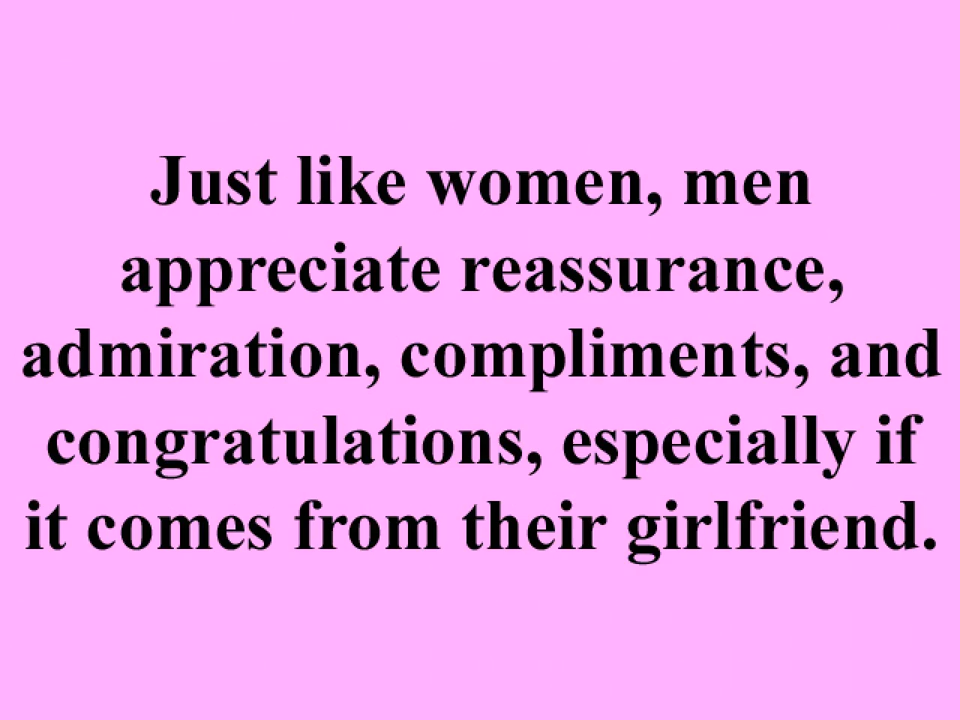 Just like women, men
appreciate reassurance,
admiration, compliments, and
congratulations, especially if
it comes from their girlfriend.